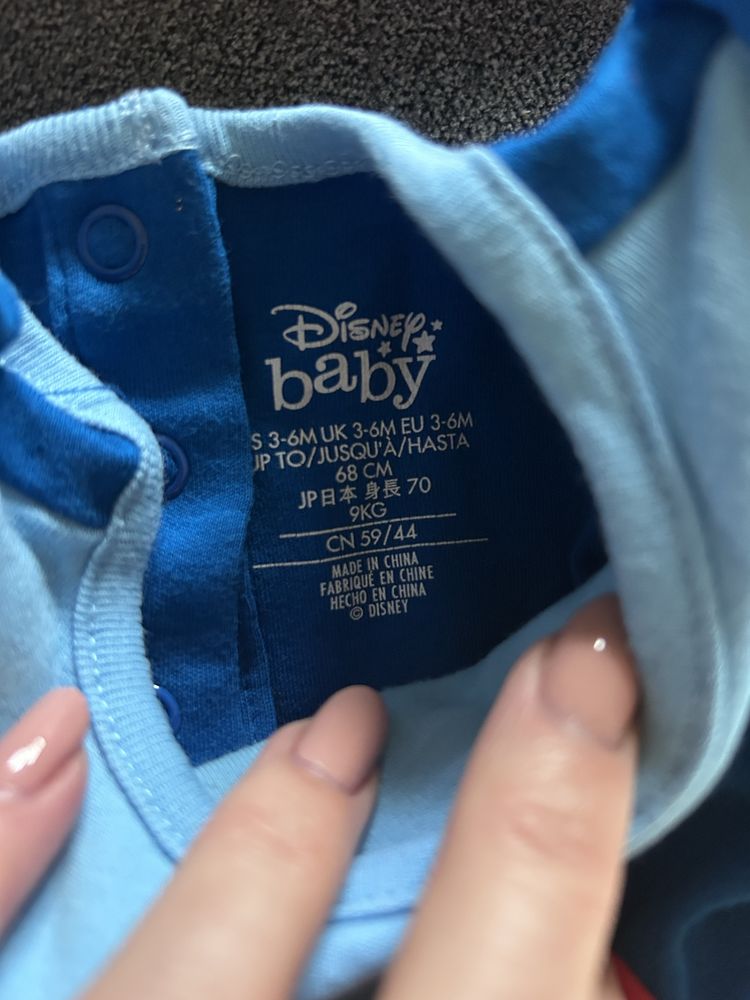 Disney
baby
S 3-6M UK 3-6M EU 3-6M
UP TO/JUSQU'À/HASTA
68 CM
JP日本 身長 70
9KG
CN 59/44
MADE IN CHINA
FABRIQUÉ EN CHINE
HECHO EN CHINA
© DISNEY